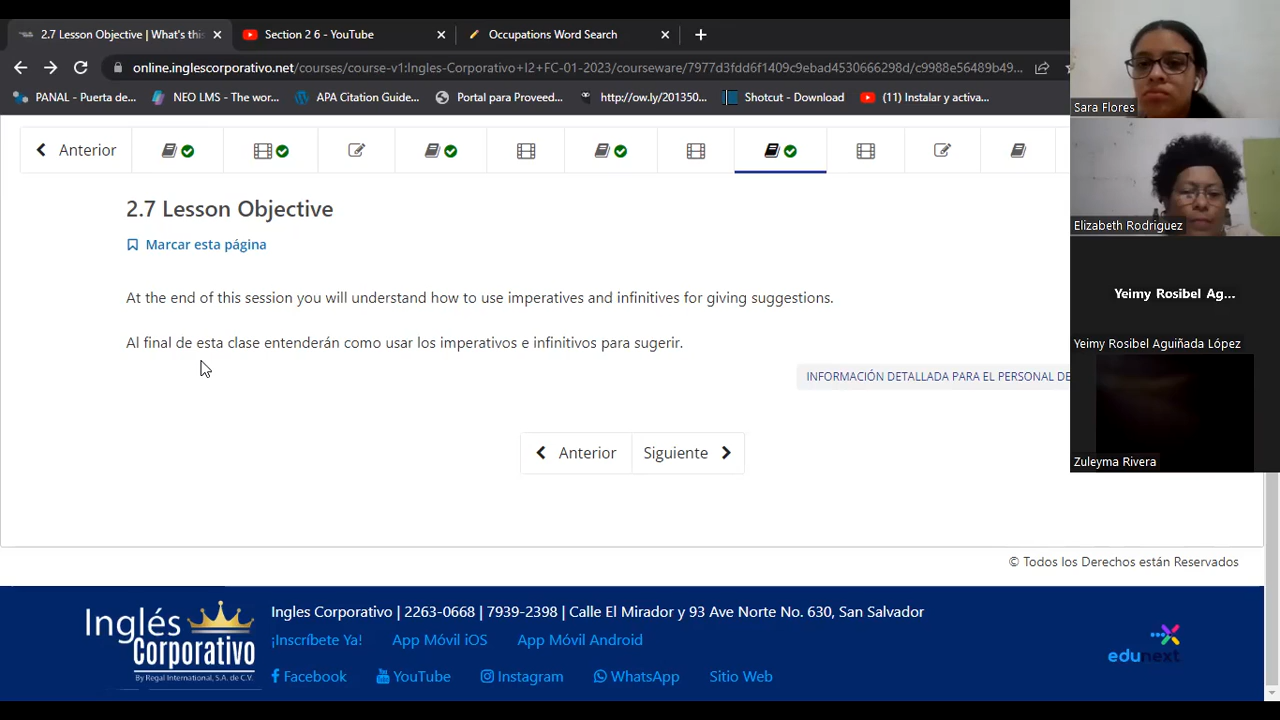 2.7 Lesson Objective | What's this
Section 2 6 - YouTube
Occupations Word Search
online.inglescorporativo.net/courses/course-v1:Ingles-Corporativo+I2+FC-01-2023/courseware/7977d3fdd6f1409c9ebad4530666298d/c9988e56489b49...
PANAL - Puerta de...
NEO LMS - The wor...
APA Citation Guide...
Portal para Proveed...
http://ow.ly/201350...
Shotcut - Download
(11) Instalar y activa...
Anterior
2.7 Lesson Objective
Marcar esta página
At the end of this session you will understand how to use imperatives and infinitives for giving suggestions.
Al final de esta clase entenderán como usar los imperativos e infinitivos para sugerir.
INFORMACIÓN DETALLADA PARA EL PERSONAL DE
Anterior
Siguiente
© Todos los Derechos están Reservados
Inglés Corporativo
By Regal International, S.A. de C.V.
Ingles Corporativo | 2263-0668 | 7939-2398 | Calle El Mirador y 93 Ave Norte No. 630, San Salvador
¡Inscríbete Ya! App Móvil iOS App Móvil Android
Facebook YouTube Instagram WhatsApp Sitio Web
edunext
Sara Flores
Elizabeth Rodriguez
Yeimy Rosibel Ag...
Yeimy Rosibel Aguiñada López
Zuleyma Rivera